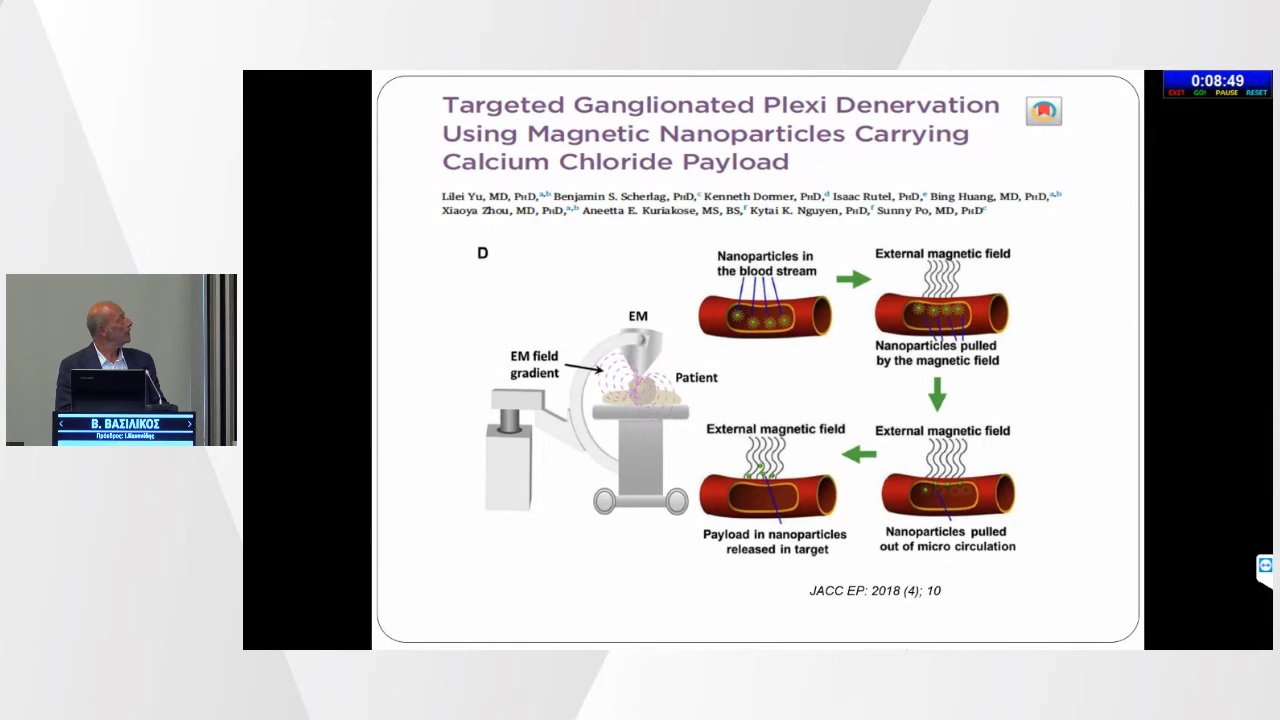 Targeted Ganglionated Plexi Denervation
Using Magnetic Nanoparticles Carrying
Calcium Chloride Payload
Lilei Yu, MD, PhD,a,b Benjamin S. Scherlag, PhD,c Kenneth Dormer, PhD,d Isaac Rutel, PhD,e Bing Huang, MD, PhD,a,b
Xiaoya Zhou, MD, PhD,a,b Aneetta E. Kuriakose, MS, BS,f Kytai K. Nguyen, PhD,f Sunny Po, MD, PhDc
D
EM
EM field
gradient
Patient
Nanoparticles in
the blood stream
External magnetic field
Nanoparticles pulled
by the magnetic field
External magnetic field
Nanoparticles pulled
out of micro circulation
External magnetic field
Payload in nanoparticles
released in target
JACC EP: 2018 (4); 10
0:08:49
EXIT GO! PAUSE RESET
Β. ΒΑΣΙΛΙΚΟΣ
Πρόεδρος: Ι.Κανονίδης